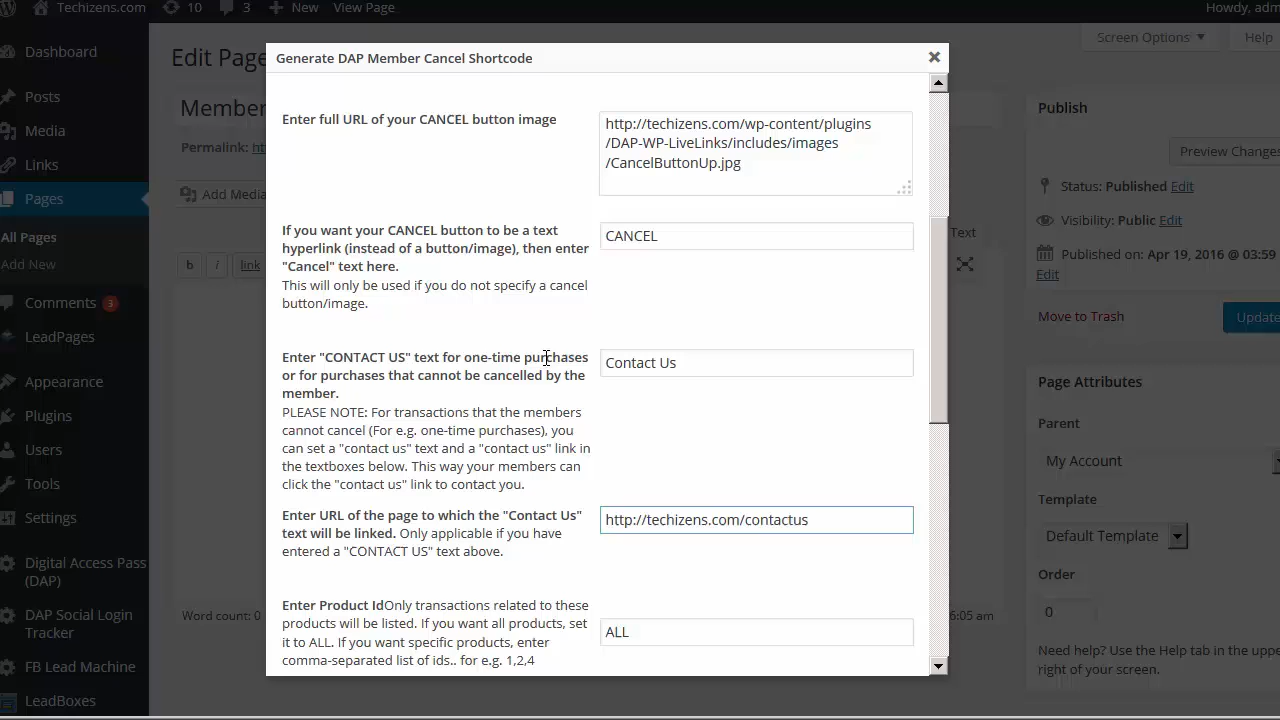 Techizens.com
10
3
New
View Page
Howdy, adm
Dashboard
Posts
Media
Links
Pages
All Pages
Add New
Comments 3
LeadPages
Appearance
Plugins
Users
Tools
Settings
Digital Access Pass
(DAP)
DAP Social Login
Tracker
FB Lead Machine
LeadBoxes
Edit Page
Screen Options
Help
Member
Permalink:
Add Media
b
i
link
Text
Word count: 0
6:05 am
Generate DAP Member Cancel Shortcode
Enter full URL of your CANCEL button image
http://techizens.com/wp-content/plugins
/DAP-WP-LiveLinks/includes/images
/CancelButtonUp.jpg
If you want your CANCEL button to be a text
hyperlink (instead of a button/image), then enter
"Cancel" text here.
This will only be used if you do not specify a cancel
button/image.
CANCEL
Enter "CONTACT US" text for one-time purchases
or for purchases that cannot be cancelled by the
member.
PLEASE NOTE: For transactions that the members
cannot cancel (For e.g. one-time purchases), you
can set a "contact us" text and a "contact us" link in
the textboxes below. This way your members can
click the "contact us" link to contact you.
Contact Us
Enter URL of the page to which the "Contact Us"
text will be linked. Only applicable if you have
entered a "CONTACT US" text above.
http://techizens.com/contactus
Enter Product IdOnly transactions related to these
products will be listed. If you want all products, set
it to ALL. If you want specific products, enter
comma-separated list of ids.. for e.g. 1,2,4
ALL
Publish
Preview Changes
Status: Published Edit
Visibility: Public Edit
Published on: Apr 19, 2016 @ 03:59
Edit
Move to Trash
Update
Page Attributes
Parent
My Account
Template
Default Template
Order
0
Need help? Use the Help tab in the upp
right of your screen.